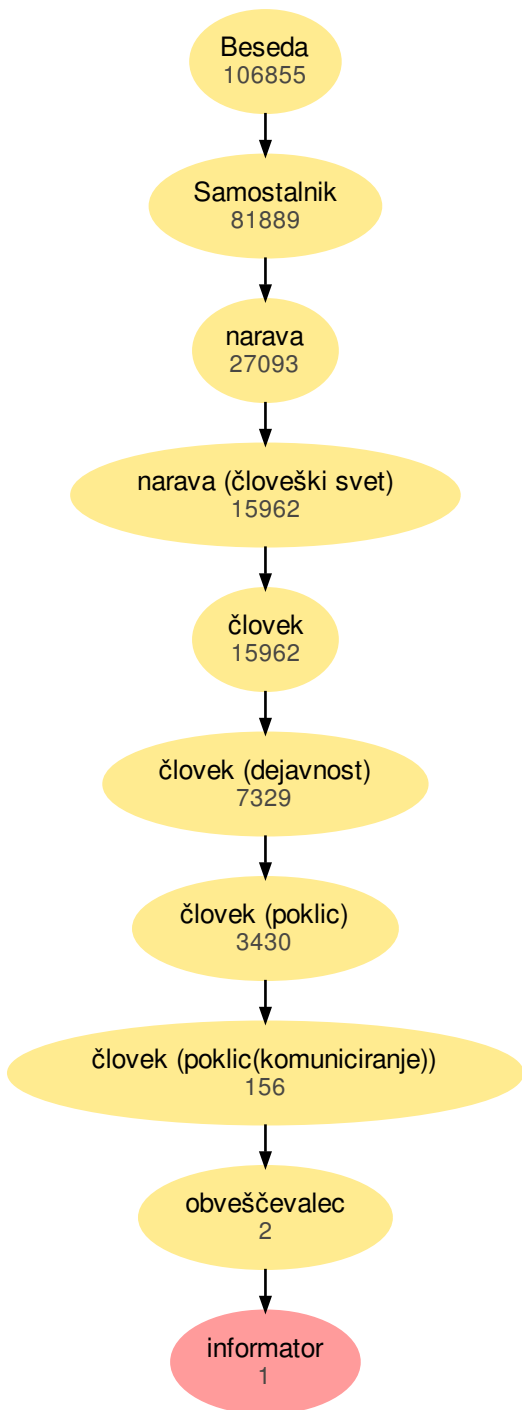 Beseda
106855
Samostalnik
81889
narava
27093
narava (človeški svet)
15962
človek
15962
človek (dejavnost)
7329
človek (poklic)
3430
človek (poklic(komuniciranje))
156
obveščevalec
2
informator
1